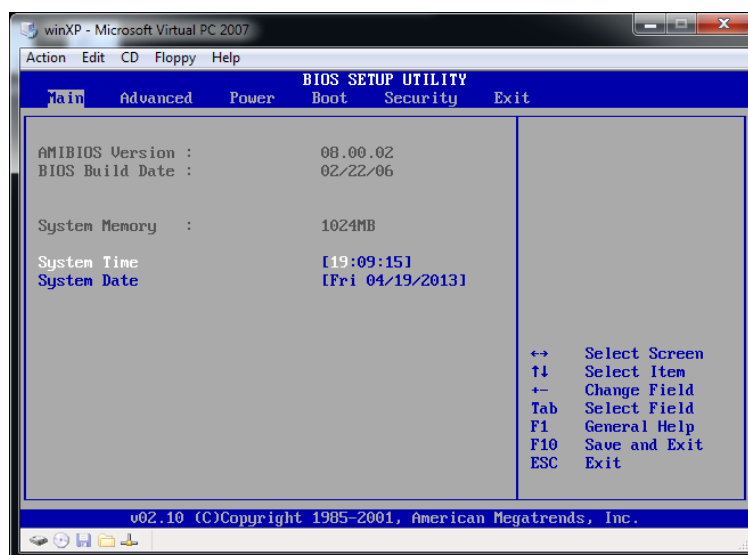 winXP - Microsoft Virtual PC 2007
Action Edit CD Floppy Help
BIOS SETUP UTILITY
Main Advanced Power Boot Security Exit
AMIBIOS Version : 08.00.02
BIOS Build Date : 02/22/06
System Memory : 1024MB
System Time [19:09:15]
System Date [Fri 04/19/2013]
↔ Select Screen
↑↓ Select Item
+- Change Field
Tab Select Field
F1 General Help
F10 Save and Exit
ESC Exit
v02.10 (C)Copyright 1985-2001, American Megatrends, Inc.